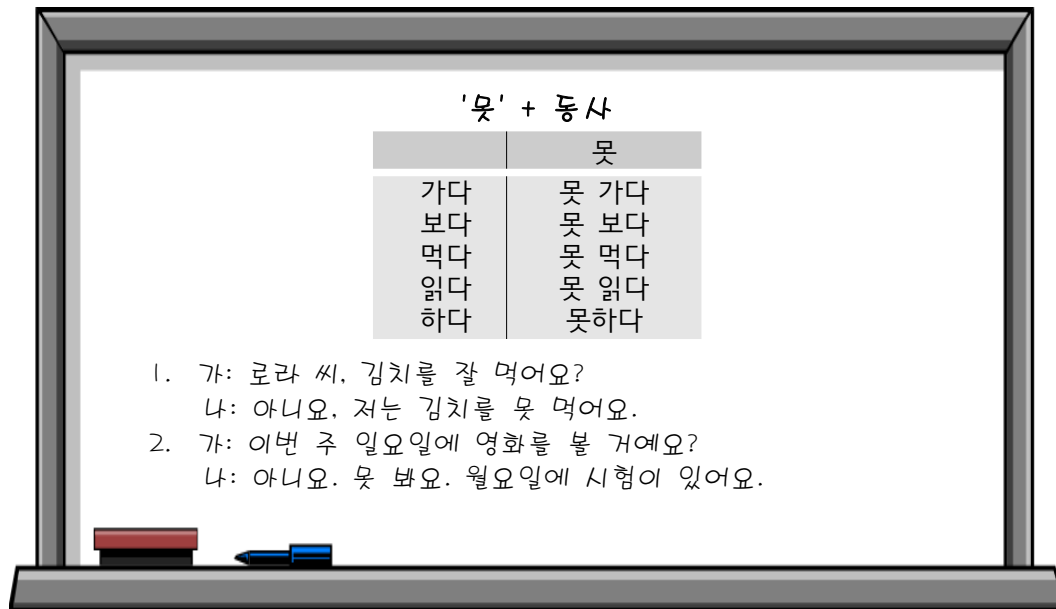 '못' + 동사
못
가다 못 가다
보다 못 보다
먹다 못 먹다
읽다 못 읽다
하다 못하다
1. 가: 로라 씨, 김치를 잘 먹어요?
나: 아니요, 저는 김치를 못 먹어요.
2. 가: 이번 주 일요일에 영화를 볼 거예요?
나: 아니요. 못 봐요. 월요일에 시험이 있어요.